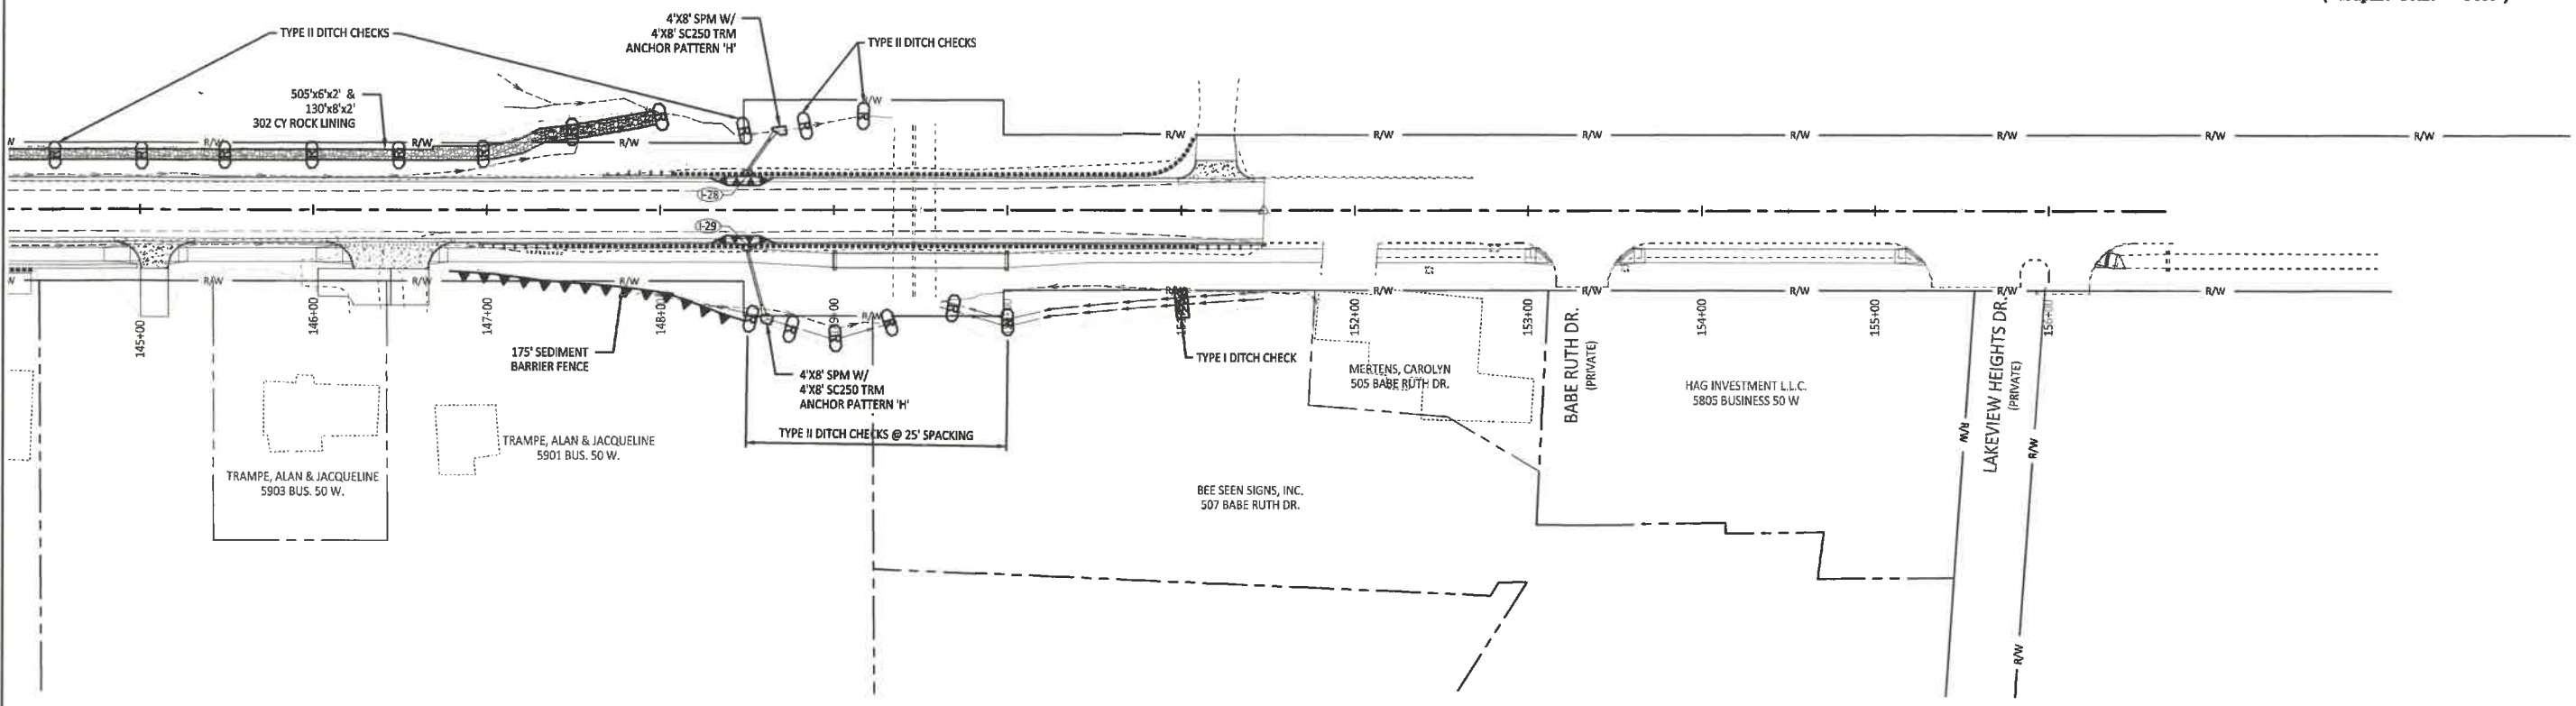 4'X8' SPM W/
4'X8' SC250 TRM
ANCHOR PATTERN 'H'
TYPE II DITCH CHECKS
TYPE II DITCH CHECKS
505'x6'x2' &
130'x8'x2'
302 CY ROCK LINING
R/W
R/W
R/W
R/W
R/W
R/W
R/W
R/W
R/W
R/W
R/W
I-28
I-29
R/W
R/W
R/W
R/W
R/W
R/W
R/W
R/W
R/W
R/W
145+00
146+00
147+00
148+00
152+00
153+00
154+00
155+00
175' SEDIMENT
BARRIER FENCE
4'X8' SPM W/
4'X8' SC250 TRM
ANCHOR PATTERN 'H'
TYPE II DITCH CHECKS @ 25' SPACKING
TYPE I DITCH CHECK
MERTENS, CAROLYN
505 BABE RUTH DR.
BABE RUTH DR.
(PRIVATE)
HAG INVESTMENT L.L.C.
5805 BUSINESS 50 W
LAKEVIEW HEIGHTS DR.
(PRIVATE)
R/W
R/W
R/W
TRAMPE, ALAN & JACQUELINE
5901 BUS. 50 W.
TRAMPE, ALAN & JACQUELINE
5903 BUS. 50 W.
BEE SEEN SIGNS, INC.
507 BABE RUTH DR.